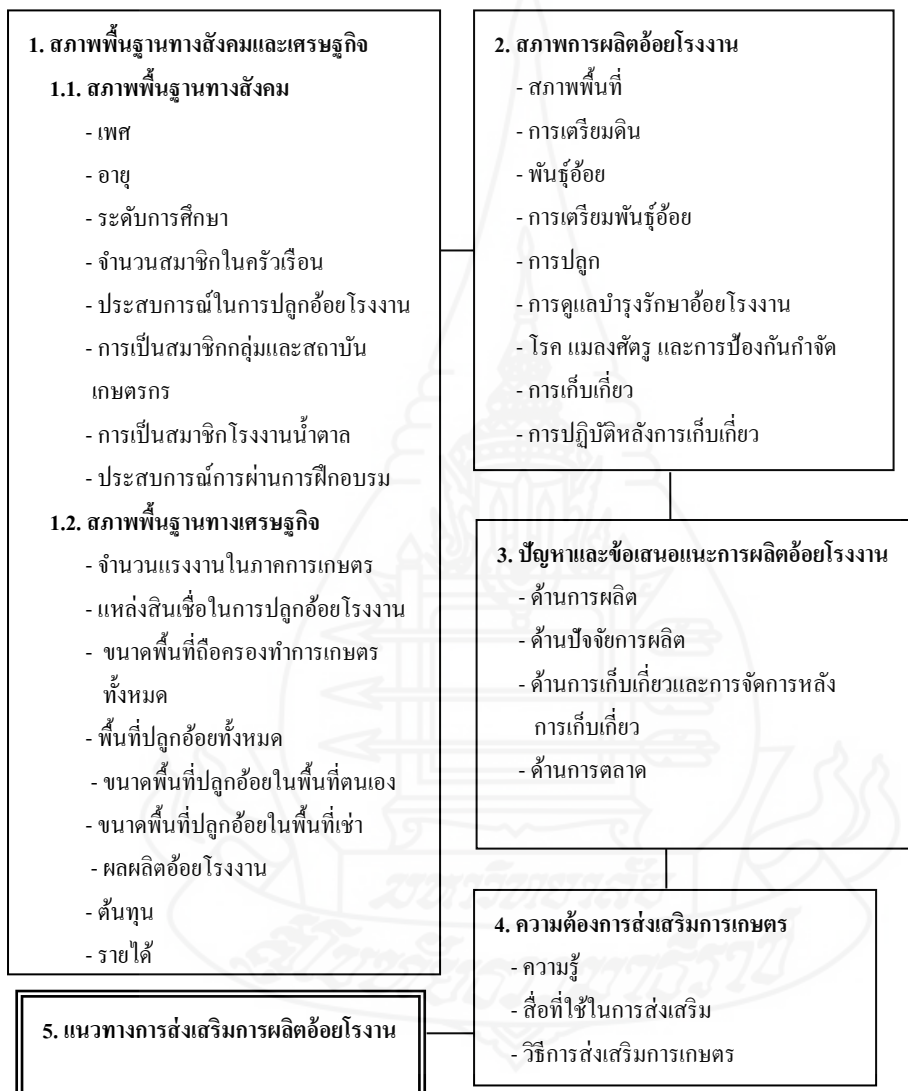 1. สภาพพื้นฐานทางสังคมและเศรษฐกิจ
1.1. สภาพพื้นฐานทางสังคม
- เพศ
- อายุ
- ระดับการศึกษา
- จำนวนสมาชิกในครัวเรือน
- ประสบการณ์ในการปลูกอ้อยโรงงาน
- การเป็นสมาชิกกลุ่มและสถาบัน
เกษตรกร
- การเป็นสมาชิกโรงงานน้ำตาล
- ประสบการณ์การผ่านการฝึกอบรม
1.2. สภาพพื้นฐานทางเศรษฐกิจ
- จำนวนแรงงานในภาคการเกษตร
- แหล่งสินเชื่อในการปลูกอ้อยโรงงาน
- ขนาดพื้นที่ถือครองทำการเกษตร
ทั้งหมด
- พื้นที่ปลูกอ้อยทั้งหมด
- ขนาดพื้นที่ปลูกอ้อยในพื้นที่ตนเอง
- ขนาดพื้นที่ปลูกอ้อยในพื้นที่เช่า
- ผลผลิตอ้อยโรงงาน
- ต้นทุน
- รายได้
2. สภาพการผลิตอ้อยโรงงาน
- สภาพพื้นที่
- การเตรียมดิน
- พันธุ์อ้อย
- การเตรียมพันธุ์อ้อย
- การปลูก
- การดูแลบำรุงรักษาอ้อยโรงงาน
- โรค แมลงศัตรู และการป้องกันกำจัด
- การเก็บเกี่ยว
- การปฏิบัติหลังการเก็บเกี่ยว
3. ปัญหาและข้อเสนอแนะการผลิตอ้อยโรงงาน
- ด้านการผลิต
- ด้านปัจจัยการผลิต
- ด้านการเก็บเกี่ยวและการจัดการหลัง
การเก็บเกี่ยว
- ด้านการตลาด
4. ความต้องการส่งเสริมการเกษตร
- ความรู้
- สื่อที่ใช้ในการส่งเสริม
- วิธีการส่งเสริมการเกษตร
5. แนวทางการส่งเสริมการผลิตอ้อยโรงาน
มหาวิทยาลัย
สุโขทัยธรรมาธิราช